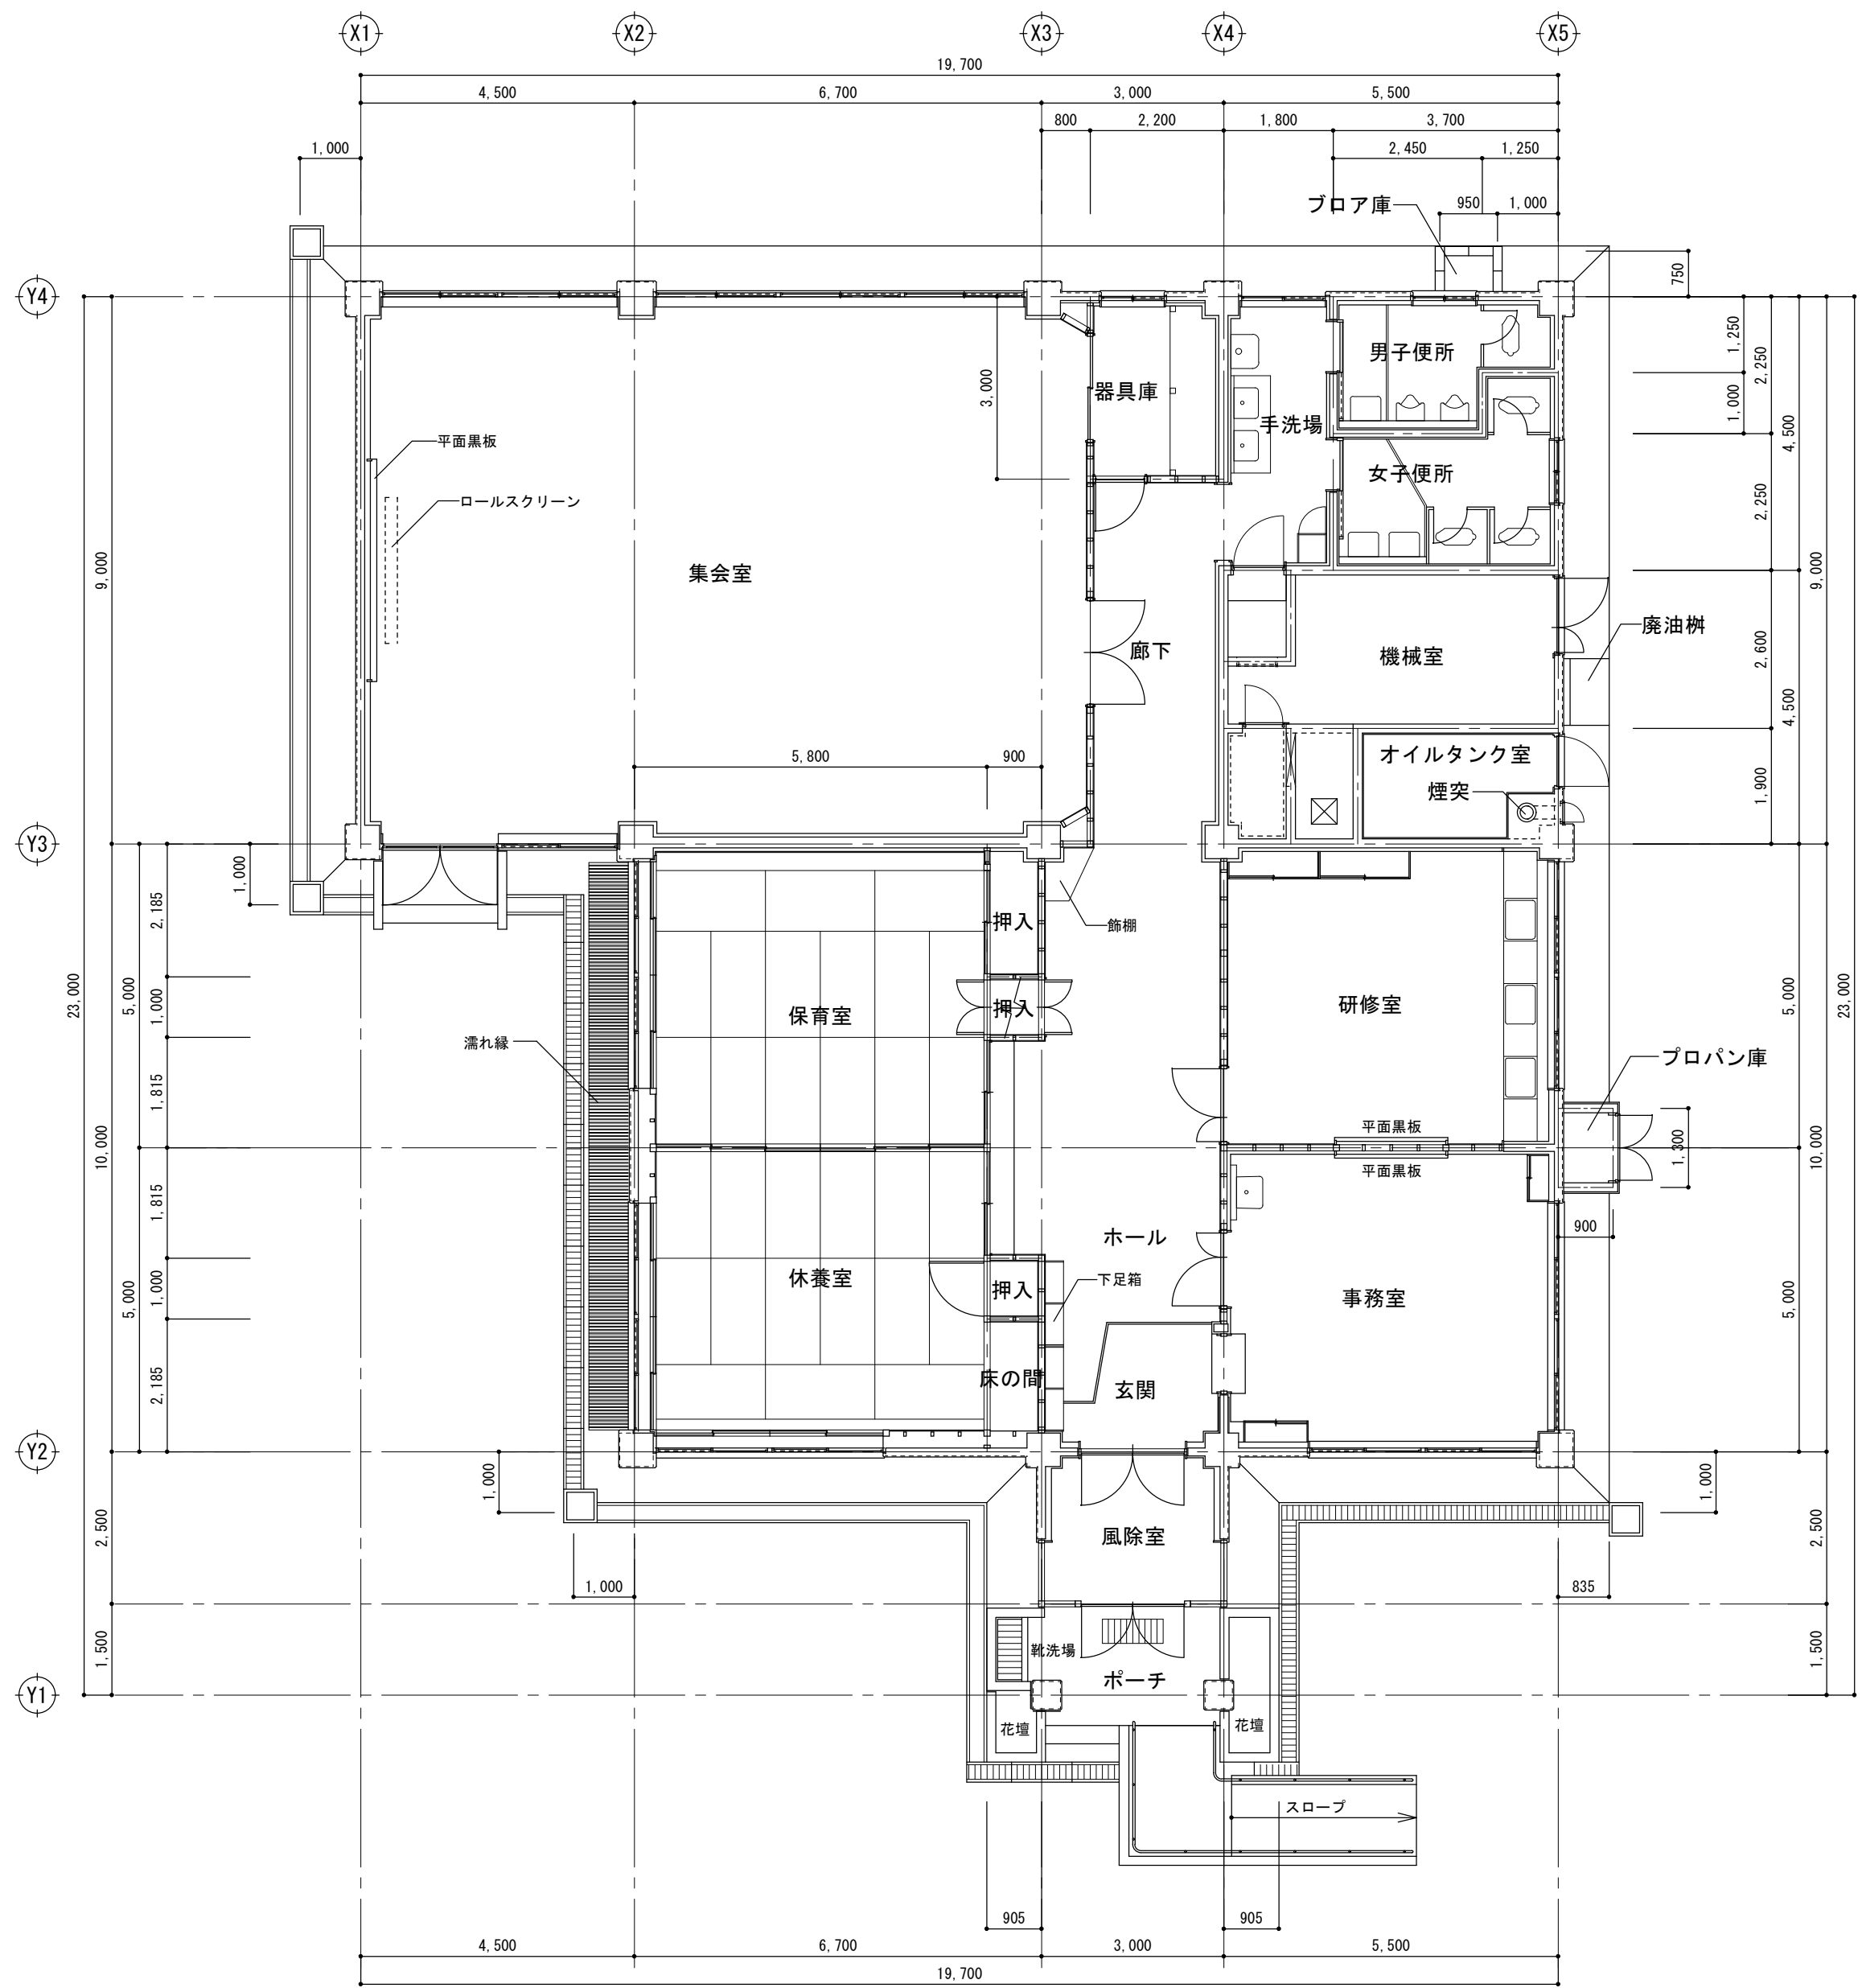 X1
X2
X3
X4
X5
19,700
4,500
6,700
3,000
5,500
800
2,200
1,800
3,700
1,000
2,450
1,250
ブロア庫
950
1,000
750
Y4
男子便所
1,250
2,250
器具庫
3,000
手洗場
1,000
4,500
平面黒板
女子便所
ロールスクリーン
2,250
9,000
集会室
9,000
廃油桝
廊下
機械室
2,600
4,500
5,800
900
オイルタンク室
煙突
1,900
Y3
1,000
2,185
押入
飾棚
23,000
5,000
1,000
保育室
押入
研修室
5,000
23,000
濡れ縁
プロパン庫
1,815
平面黒板
10,000
1,300
10,000
平面黒板
1,815
900
ホール
休養室
下足箱
5,000
1,000
押入
事務室
5,000
2,185
床の間
玄関
Y2
1,000
1,000
2,500
風除室
2,500
1,000
835
1,500
靴洗場
1,500
ポーチ
Y1
花壇
花壇
スロープ
905
905
4,500
6,700
3,000
5,500
19,700